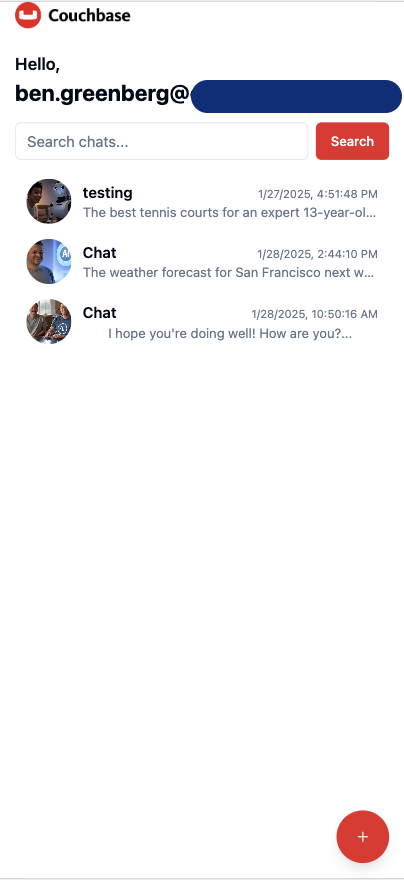 Couchbase
Hello,
ben.greenberg@
Search chats...
Search
testing
1/27/2025, 4:51:48 PM
The best tennis courts for an expert 13-year-ol...
Chat
1/28/2025, 2:44:10 PM
The weather forecast for San Francisco next w...
Chat
1/28/2025, 10:50:16 AM
I hope you're doing well! How are you?...
+